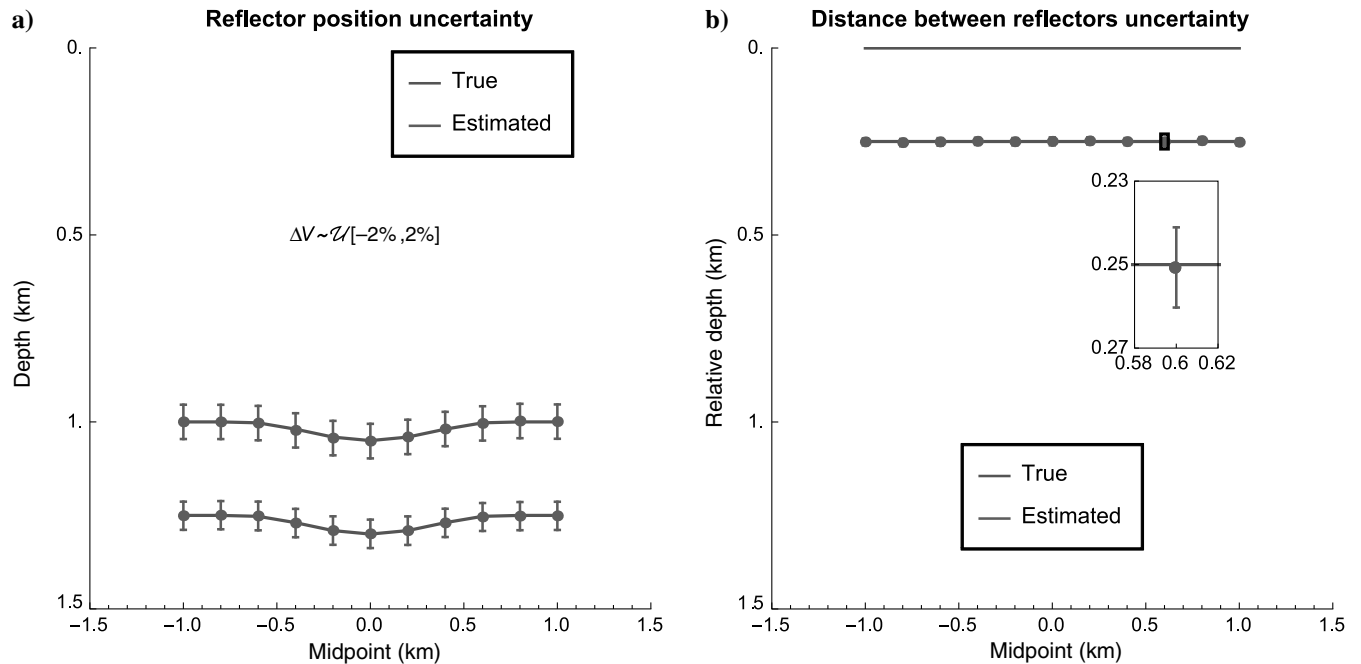 a)
Reflector position uncertainty
0.
0.5
1.
1.5
Depth (km)
True
Estimated
ΔV ~ 𝒰[−2% ,2%]
−1.5 −1.0 −0.5 0.0 0.5 1.0 1.5
Midpoint (km)
b)
Distance between reflectors uncertainty
0.
0.5
1.
1.5
Relative depth (km)
0.23
0.25
0.27
0.58 0.6 0.62
True
Estimated
−1.5 −1.0 −0.5 0.0 0.5 1.0 1.5
Midpoint (km)